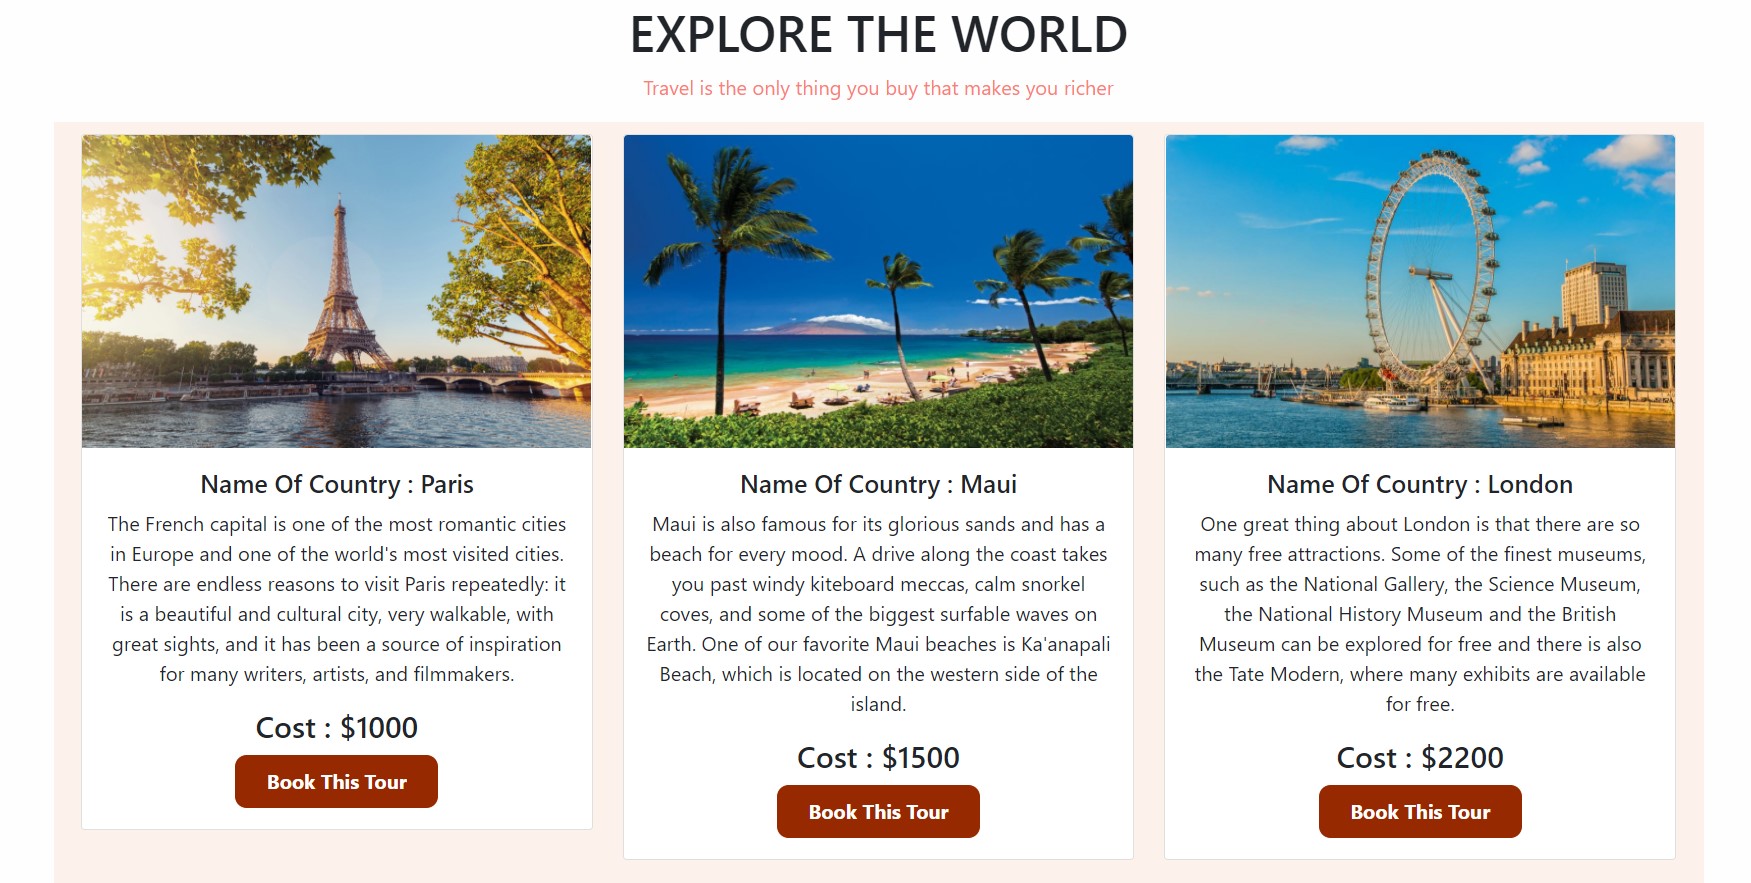 EXPLORE THE WORLD
Travel is the only thing you buy that makes you richer
Name Of Country : Paris
The French capital is one of the most romantic cities
in Europe and one of the world's most visited cities.
There are endless reasons to visit Paris repeatedly: it
is a beautiful and cultural city, very walkable, with
great sights, and it has been a source of inspiration
for many writers, artists, and filmmakers.
Cost : $1000
Book This Tour
Name Of Country : Maui
Maui is also famous for its glorious sands and has a
beach for every mood. A drive along the coast takes
you past windy kiteboard meccas, calm snorkel
coves, and some of the biggest surfable waves on
Earth. One of our favorite Maui beaches is Ka'anapali
Beach, which is located on the western side of the
island.
Cost : $1500
Book This Tour
Name Of Country : London
One great thing about London is that there are so
many free attractions. Some of the finest museums,
such as the National Gallery, the Science Museum,
the National History Museum and the British
Museum can be explored for free and there is also
the Tate Modern, where many exhibits are available
for free.
Cost : $2200
Book This Tour